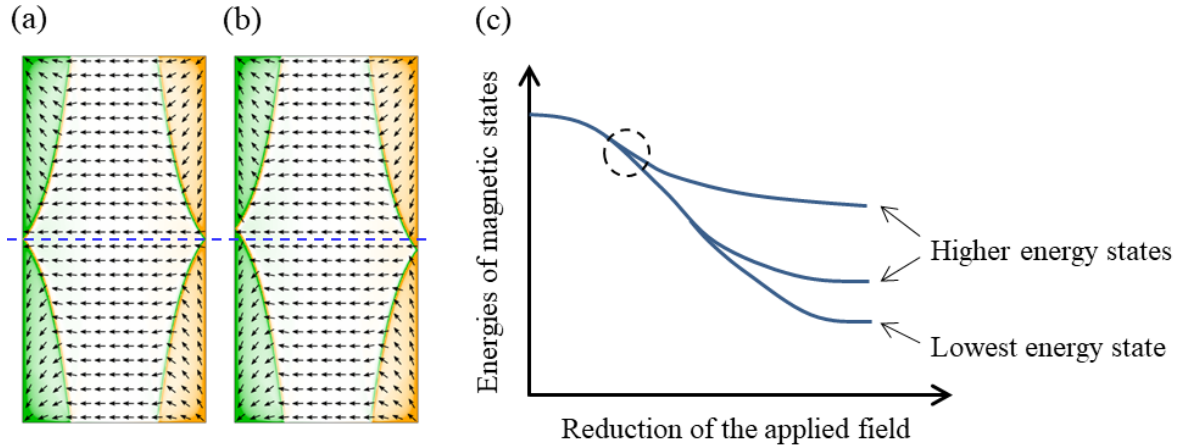 (a)
(b)
(c)
Energies of magnetic states
Higher energy states
Lowest energy state
Reduction of the applied field